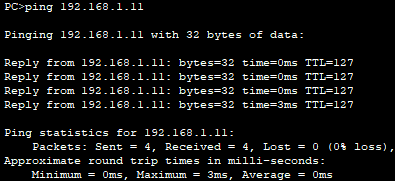 PC>ping 192.168.1.11
Pinging 192.168.1.11 with 32 bytes of data:
Reply from 192.168.1.11: bytes=32 time=0ms TTL=127
Reply from 192.168.1.11: bytes=32 time=0ms TTL=127
Reply from 192.168.1.11: bytes=32 time=0ms TTL=127
Reply from 192.168.1.11: bytes=32 time=3ms TTL=127
Ping statistics for 192.168.1.11:
    Packets: Sent = 4, Received = 4, Lost = 0 (0% loss),
Approximate round trip times in milli-seconds:
    Minimum = 0ms, Maximum = 3ms, Average = 0ms